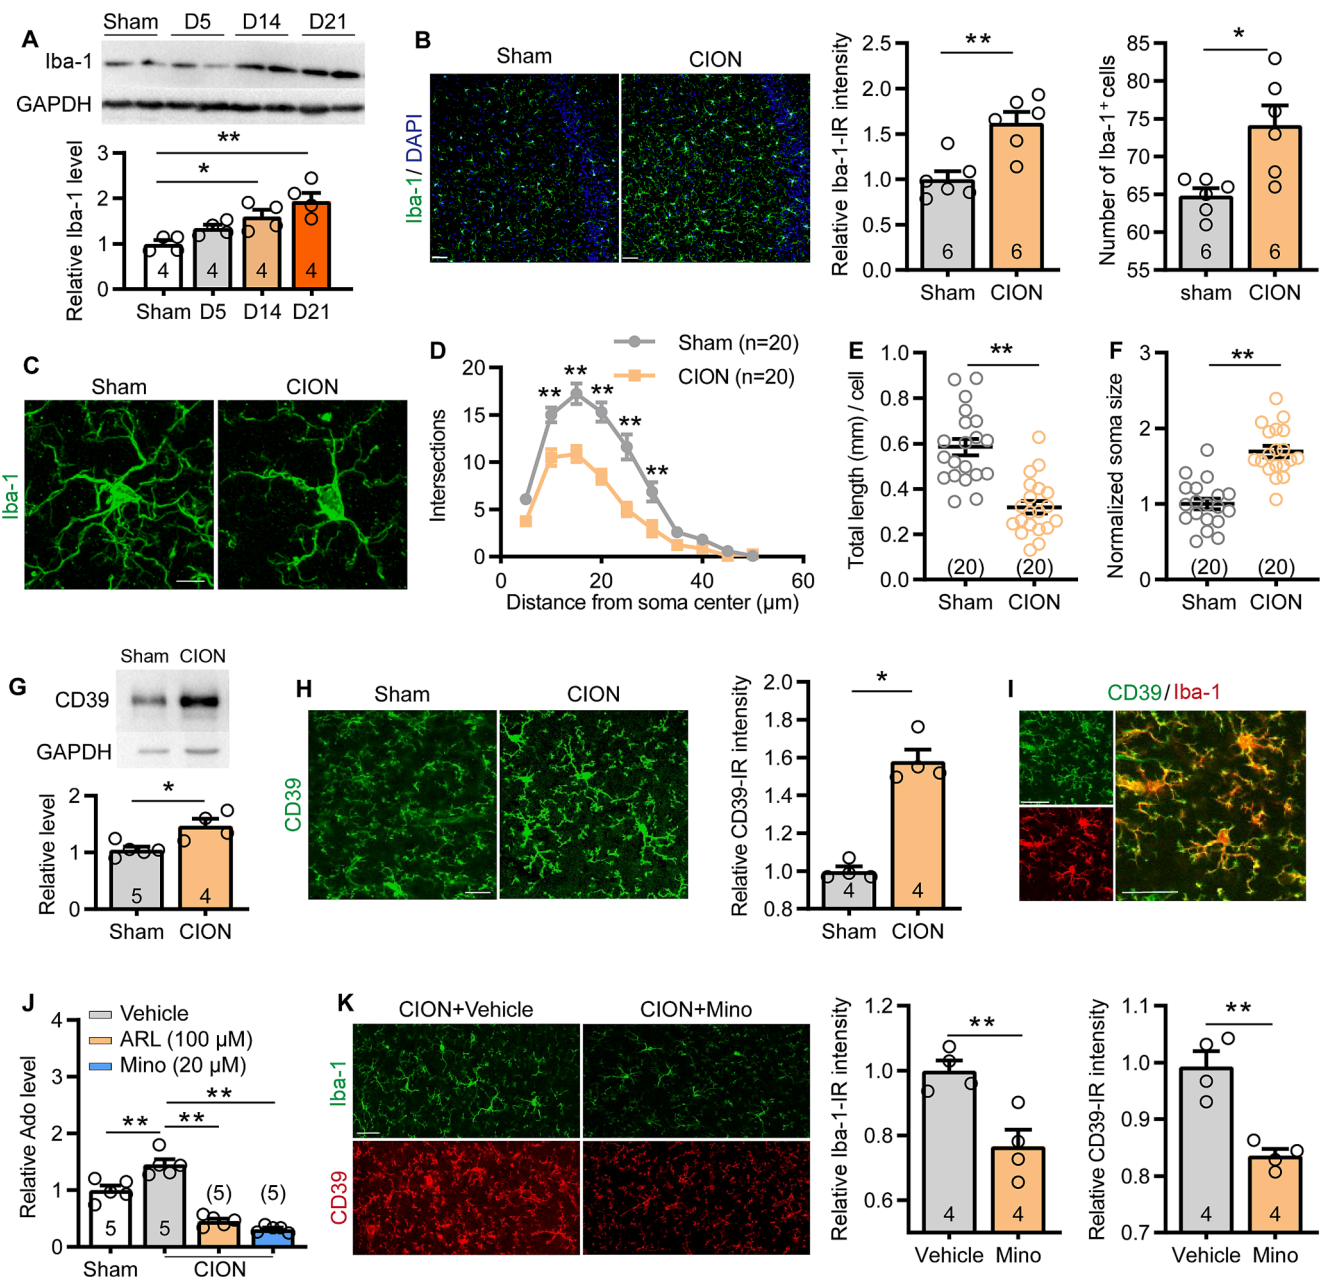 A
Sham D5 D14 D21
Iba-1
GAPDH
Relative Iba-1 level
3
2
1
0
**
*
4 4 4 4
Sham D5 D14 D21
B
Sham CION
Iba-1/ DAPI
Relative Iba-1-IR intensity
2.5
2.0
1.5
1.0
0.5
0.0
**
6 6
Sham CION
Number of Iba-1+ cells
85
80
75
70
65
60
55
*
6 6
sham CION
C
Sham CION
Iba-1
D
Sham (n=20)
CION (n=20)
Intersections
20
15
10
5
0
** ** ** ** **
0 20 40 60
Distance from soma center (µm)
E
Total length (mm) / cell
1.0
0.8
0.6
0.4
0.2
0.0
**
(20) (20)
Sham CION
F
Normalized soma size
3
2
1
0
**
(20) (20)
Sham CION
G
Sham CION
CD39
GAPDH
Relative level
2
1
0
*
5 4
Sham CION
H
Sham CION
CD39
Relative CD39-IR intensity
2.0
1.8
1.6
1.4
1.2
1.0
0.8
*
4 4
Sham CION
I
CD39/Iba-1
J
Vehicle
ARL (100 µM)
Mino (20 µM)
Relative Ado level
4
3
2
1
0
**
** **
5 5 (5) (5)
Sham CION
K
CION+Vehicle CION+Mino
Iba-1
CD39
Relative Iba-1-IR intensity
1.2
1.0
0.8
0.6
**
4 4
Vehicle Mino
Relative CD39-IR intensity
1.1
1.0
0.9
0.8
0.7
**
4 4
Vehicle Mino